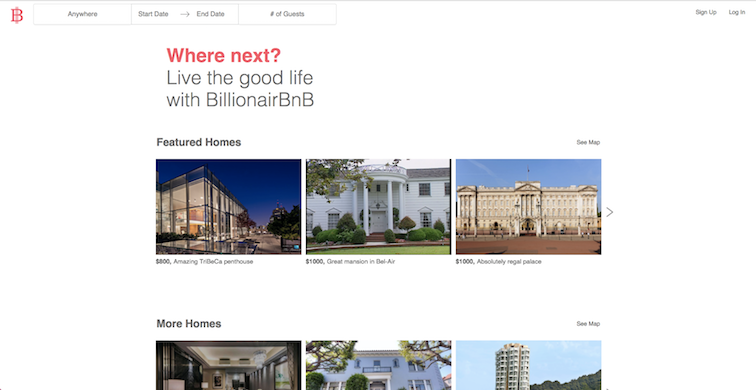 Anywhere Start Date → End Date # of Guests Sign Up Log In
Where next?
Live the good life
with BillionairBnB
Featured Homes See Map
$800, Amazing TriBeCa penthouse $1000, Great mansion in Bel-Air $1000, Absolutely regal palace
More Homes See Map